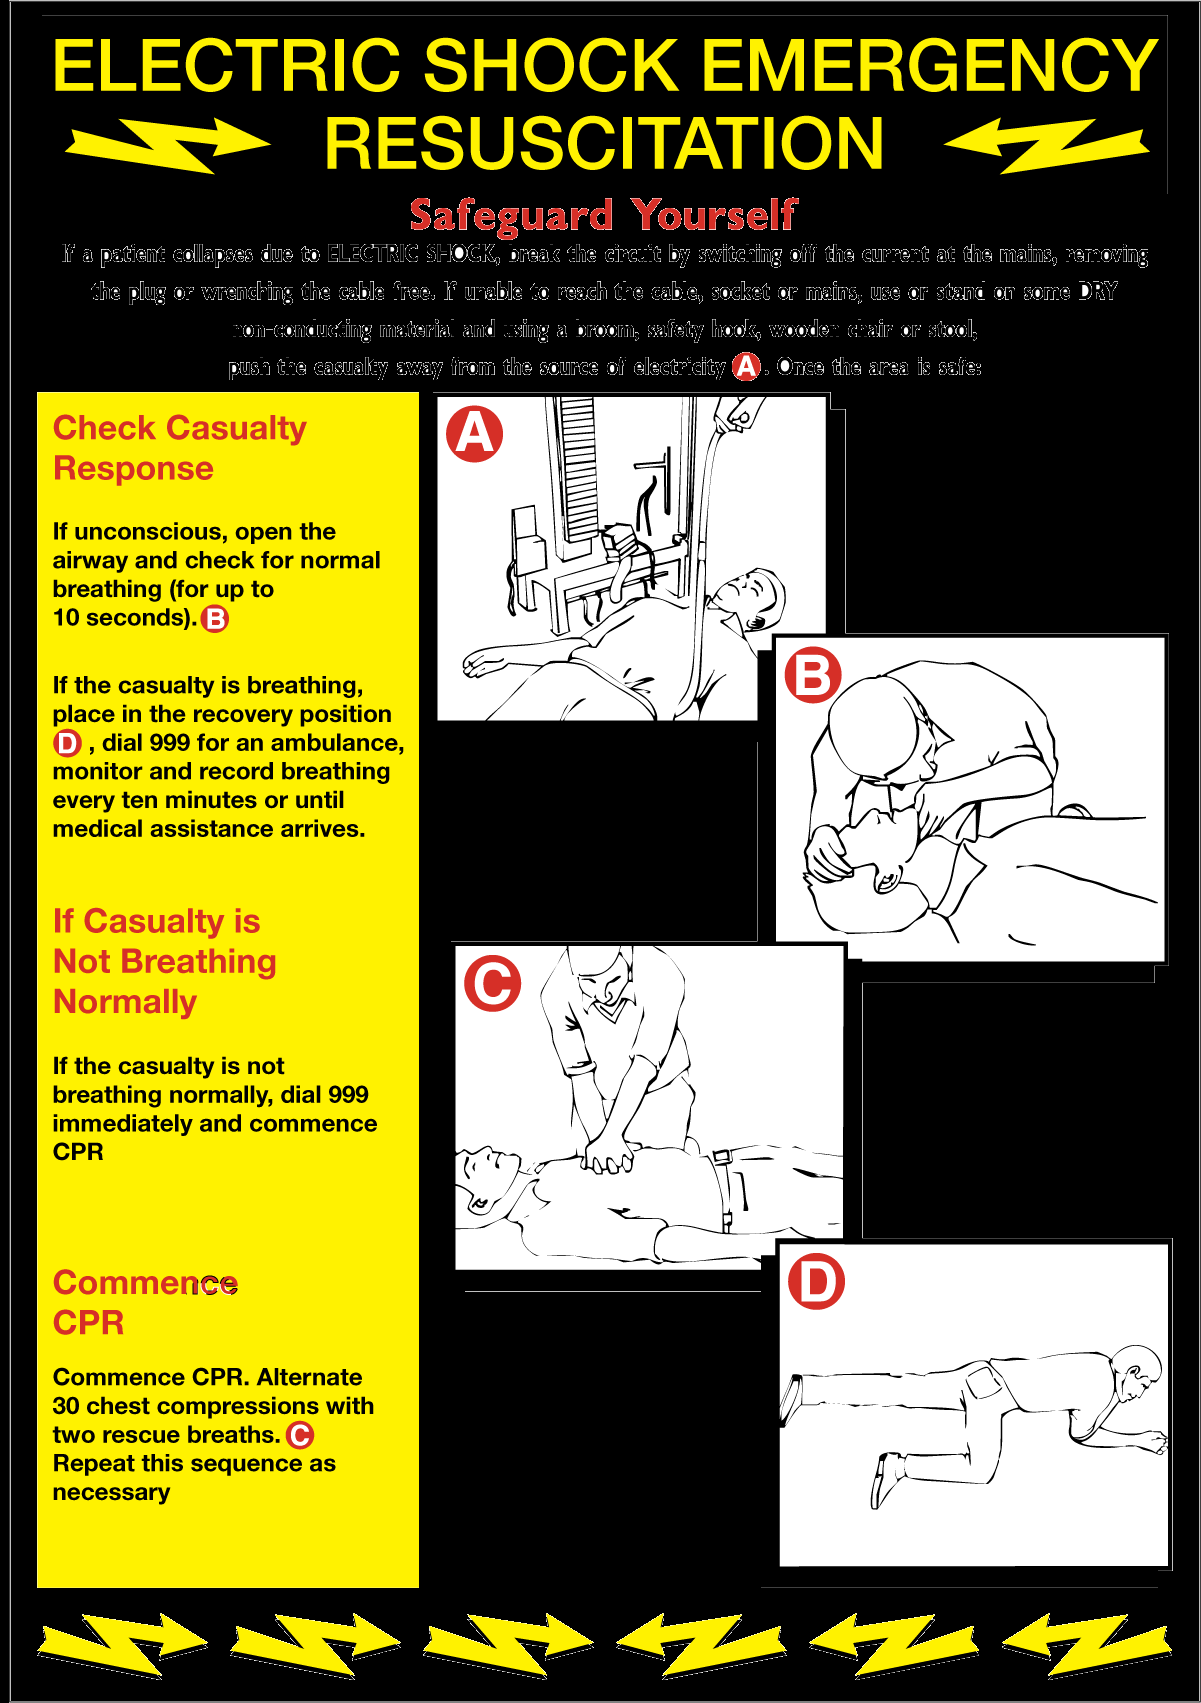 ELECTRIC SHOCK EMERGENCY
RESUSCITATION
Safeguard Yourself
If a patient collapses due to ELECTRIC SHOCK, break the circuit by switching off the current at the mains, removing
the plug or wrenching the cable free. If unable to reach the cable, socket or mains, use or stand on some DRY
non-conducting material and using a broom, safety hook, wooden chair or stool,
push the casualty away from the source of electricity A. Once the area is safe:
Check Casualty
Response
If unconscious, open the
airway and check for normal
breathing (for up to
10 seconds). B
If the casualty is breathing,
place in the recovery position
D , dial 999 for an ambulance,
monitor and record breathing
every ten minutes or until
medical assistance arrives.
If Casualty is
Not Breathing
Normally
If the casualty is not
breathing normally, dial 999
immediately and commence
CPR
Commence
CPR
Commence CPR. Alternate
30 chest compressions with
two rescue breaths. C
Repeat this sequence as
necessary
A
B
C
D